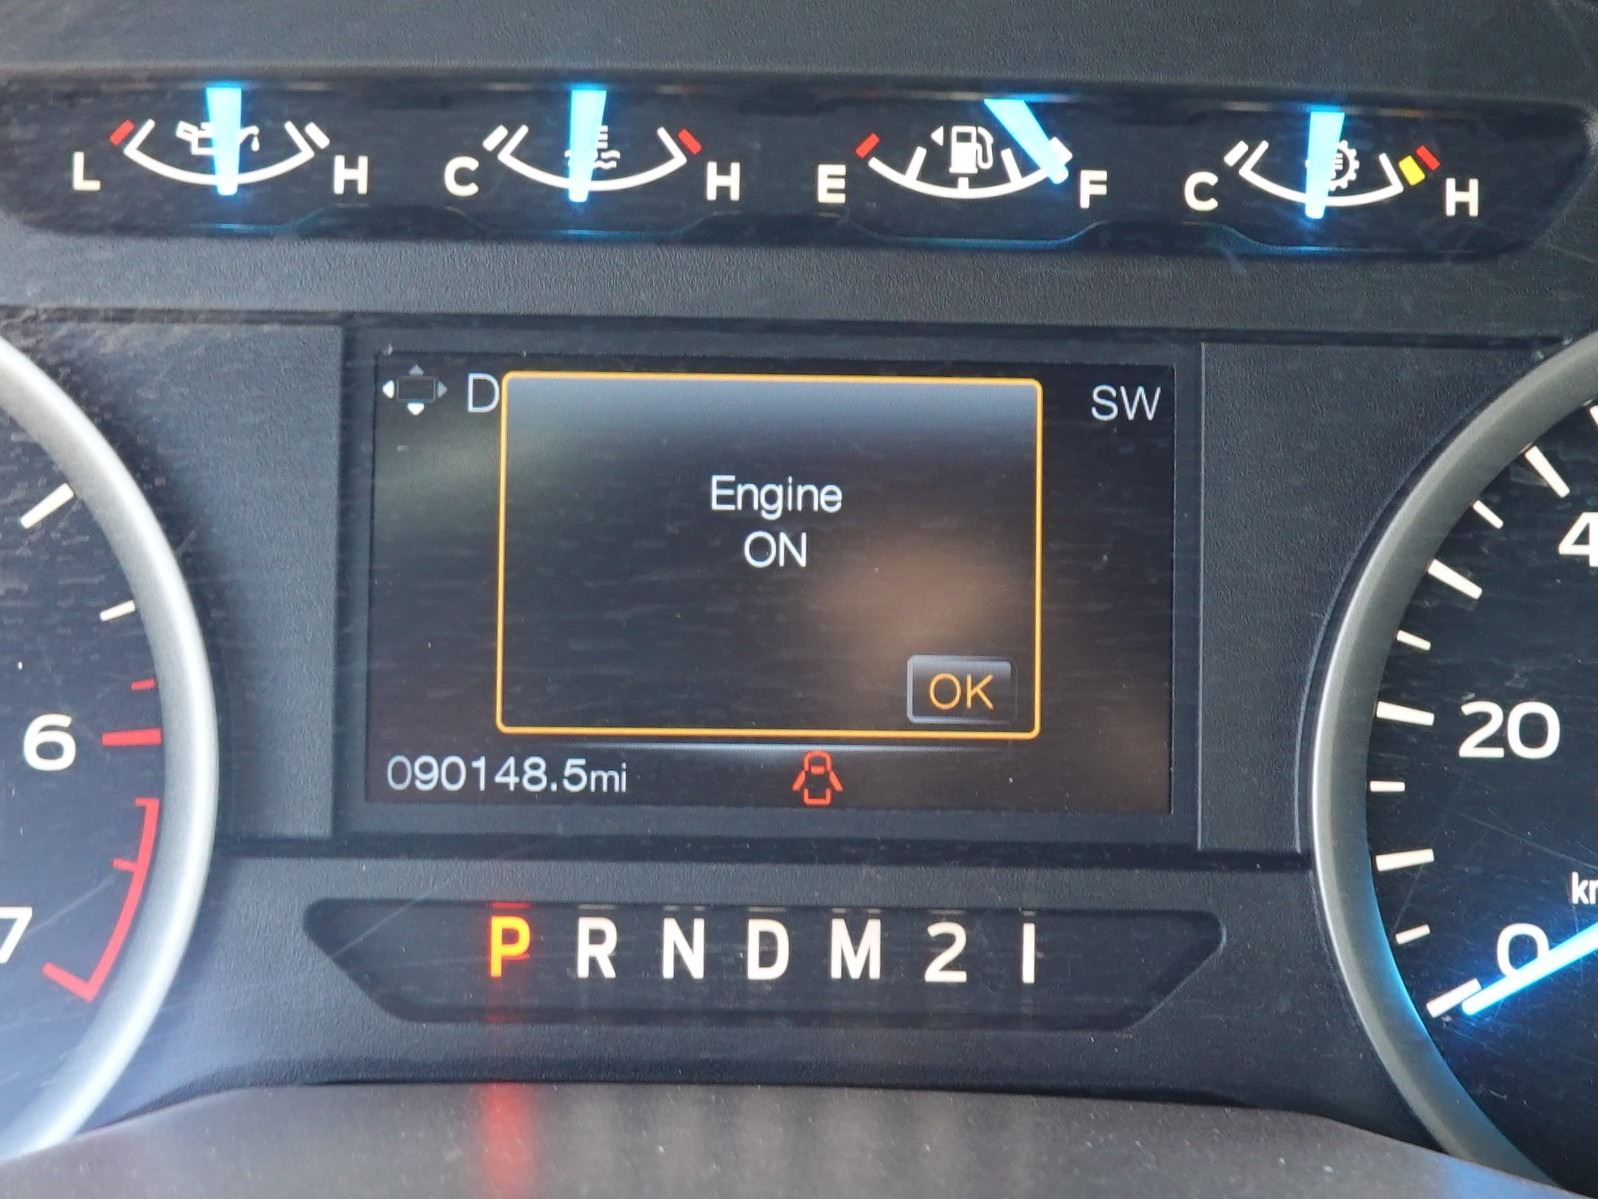 L H C H E F C H
D SW
Engine
ON
OK
090148.5mi
6
7
4
20
0
P R N D M 2 1